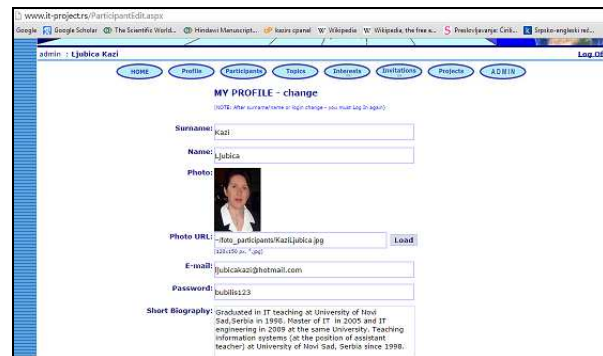 www.it-project.rs/ParticipantEdit.aspx
Google Google Scholar The Scientific World... Hindawi Manuscript... kazirs cpanel W Wikipedia W Wikipedia, the free e... S Preslovljavanje: Ćirili... Srpsko-engleski reč...
admin : Ljubica Kazi Log Of
HOME Profile Participants Topics Interests Invitations Projects ADMIN
MY PROFILE - change
(NOTE: After surname/name or login change - you must Log In again)
Surname: Kazi
Name: Ljubica
Photo:
Photo URL: ~/foto_participants/KaziLjubica.jpg Load
(120x150 px, *.jpg)
E-mail: ljubicakazi@hotmail.com
Password: bubilis123
Short Biography: Graduated in IT teaching at University of Novi
Sad,Serbia in 1998. Master of IT in 2005 and IT
engineering in 2009 at the same University. Teaching
information systems (at the position of assistant
teacher) at University of Novi Sad, Serbia since 1998.